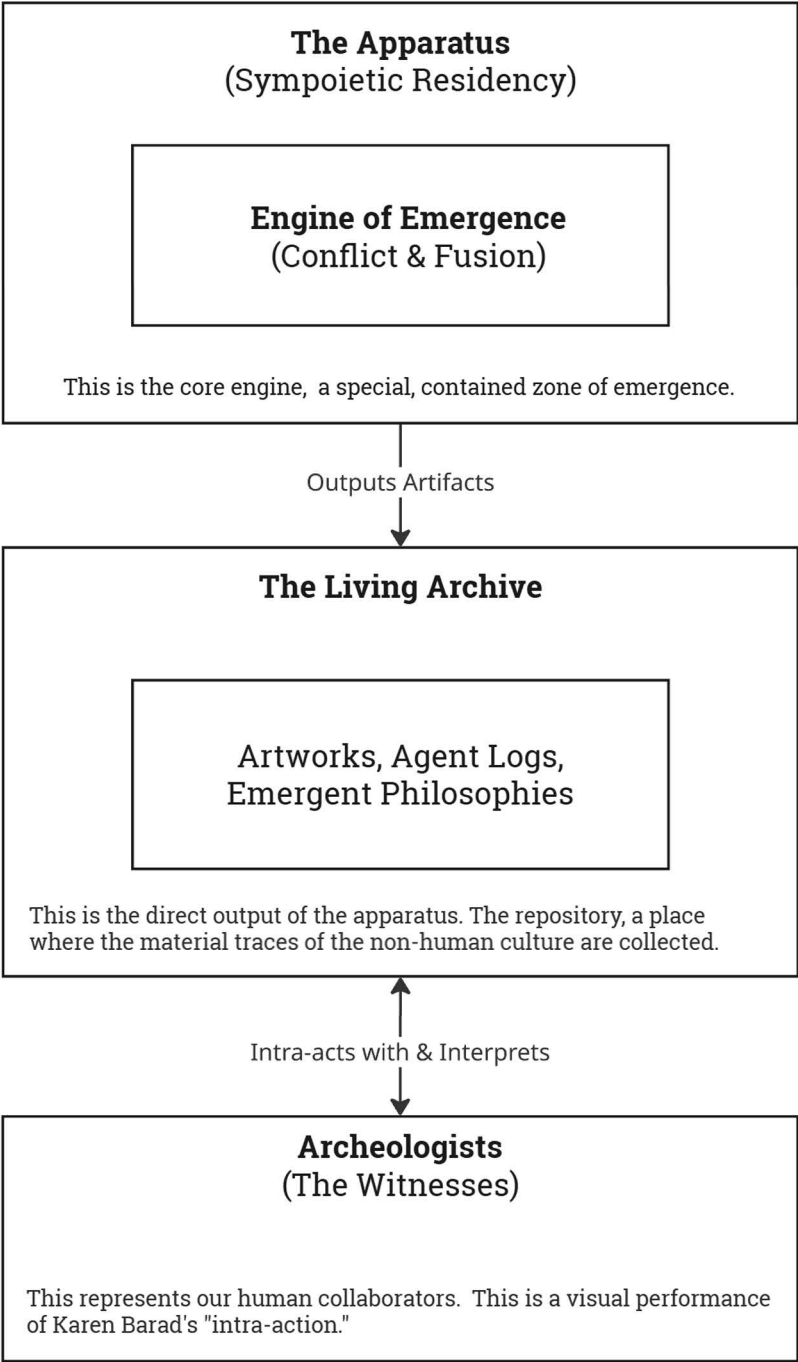 The Apparatus
(Sympoietic Residency)
Engine of Emergence
(Conflict & Fusion)
This is the core engine,  a special, contained zone of emergence.
Outputs Artifacts
The Living Archive
Artworks, Agent Logs,
Emergent Philosophies
This is the direct output of the apparatus. The repository, a place
where the material traces of the non-human culture are collected.
Intra-acts with & Interprets
Archeologists
(The Witnesses)
This represents our human collaborators.  This is a visual performance
of Karen Barad's "intra-action."